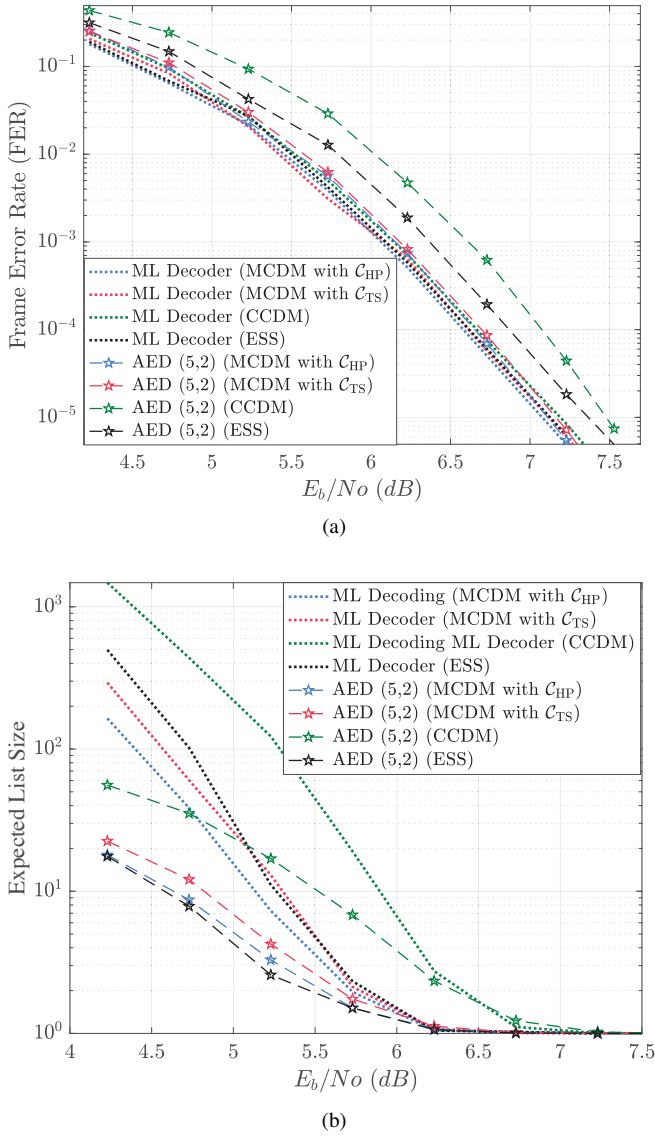 10^{-1}
10^{-2}
10^{-3}
10^{-4}
10^{-5}
Frame Error Rate (FER)
ML Decoder (MCDM with C_HP)
ML Decoder (MCDM with C_TS)
ML Decoder (CCDM)
ML Decoder (ESS)
AED (5,2) (MCDM with C_HP)
AED (5,2) (MCDM with C_TS)
AED (5,2) (CCDM)
AED (5,2) (ESS)
4.5 5 5.5 6 6.5 7 7.5
E_b/No (dB)
(a)
10^3
10^2
10^1
10^0
Expected List Size
ML Decoding (MCDM with C_HP)
ML Decoder (MCDM with C_TS)
ML Decoding ML Decoder (CCDM)
ML Decoder (ESS)
AED (5,2) (MCDM with C_HP)
AED (5,2) (MCDM with C_TS)
AED (5,2) (CCDM)
AED (5,2) (ESS)
4 4.5 5 5.5 6 6.5 7 7.5
E_b/No (dB)
(b)